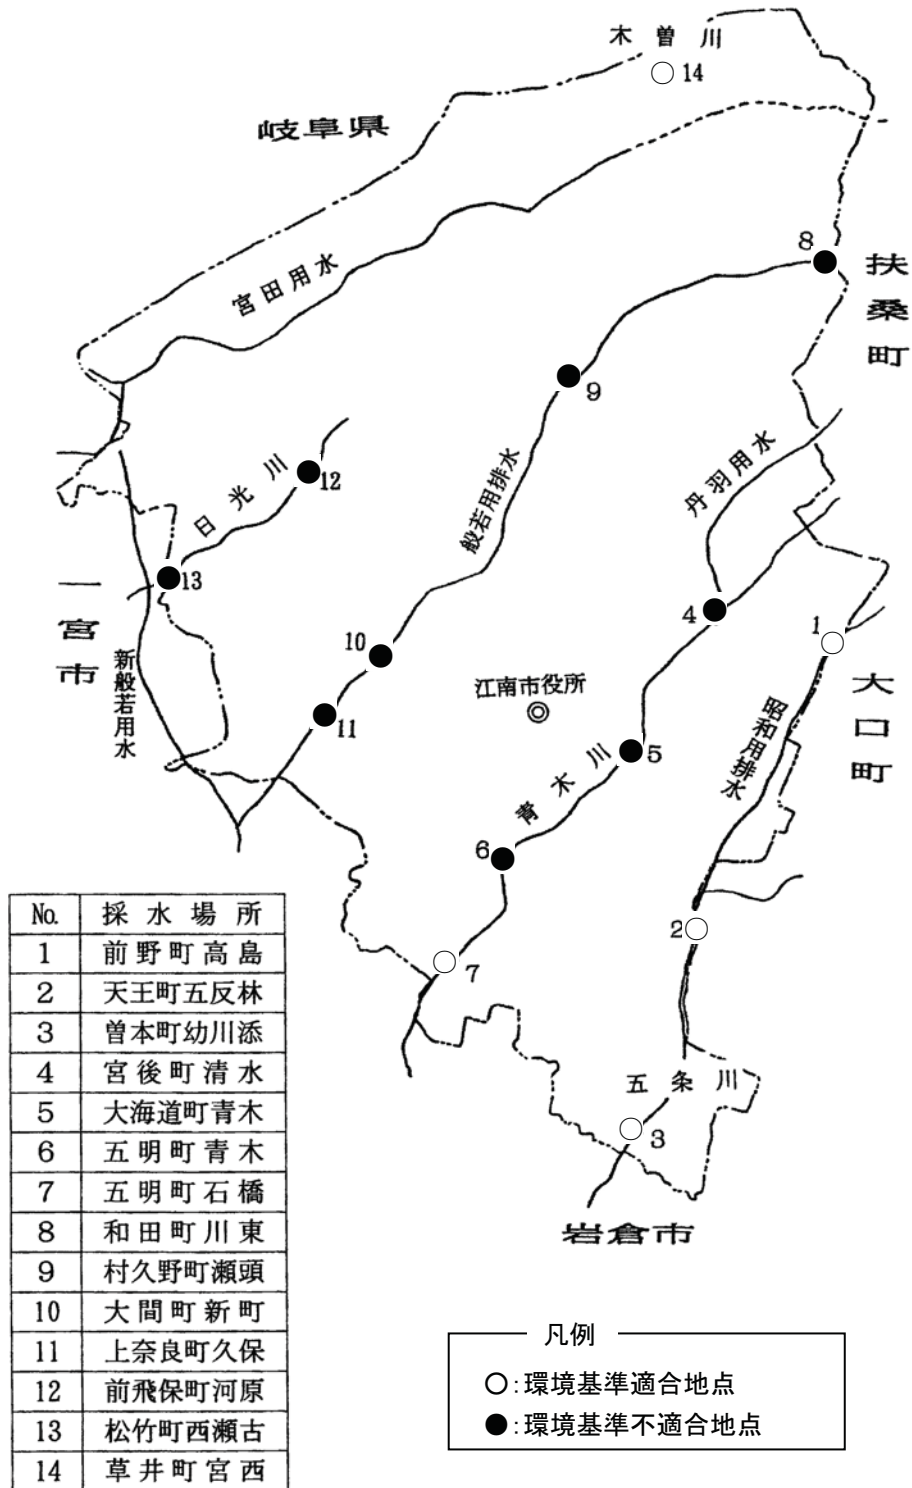 木曽川
14
岐阜県
宮田用水
8
扶桑町
9
日光川
12
般若用排水
丹羽用水
13
4
1
一宮市
10
新般若用水
江南市役所
大口町
11
昭和用排水
5
青木川
6
2
7
五条川
3
岩倉市
No. 採水場所
1 前野町高島
2 天王町五反林
3 曽本町幼川添
4 宮後町清水
5 大海道町青木
6 五明町青木
7 五明町石橋
8 和田町川東
9 村久野町瀬頭
10 大間町新町
11 上奈良町久保
12 前飛保町河原
13 松竹町西瀬古
14 草井町宮西
凡例
○:環境基準適合地点
●:環境基準不適合地点